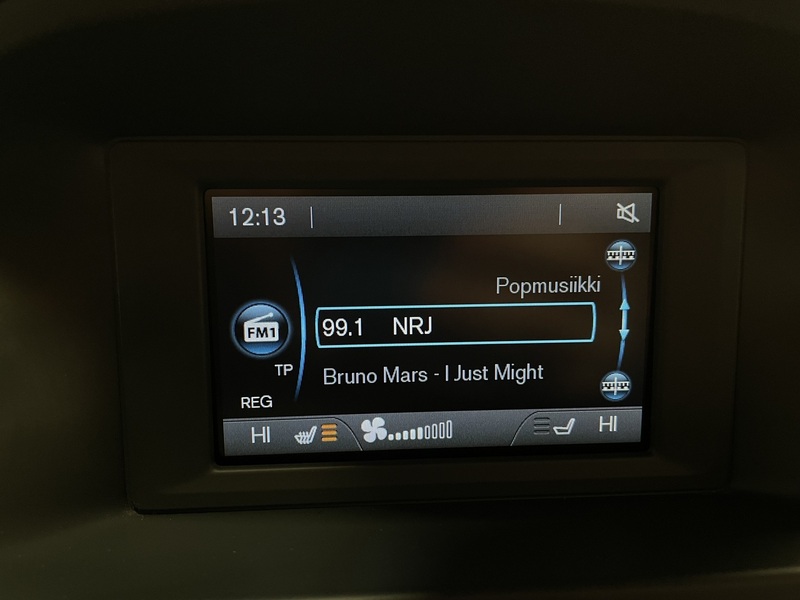 12:13
Popmusiikki
FM1
99.1 NRJ
TP
Bruno Mars - I Just Might
REG
HI HI